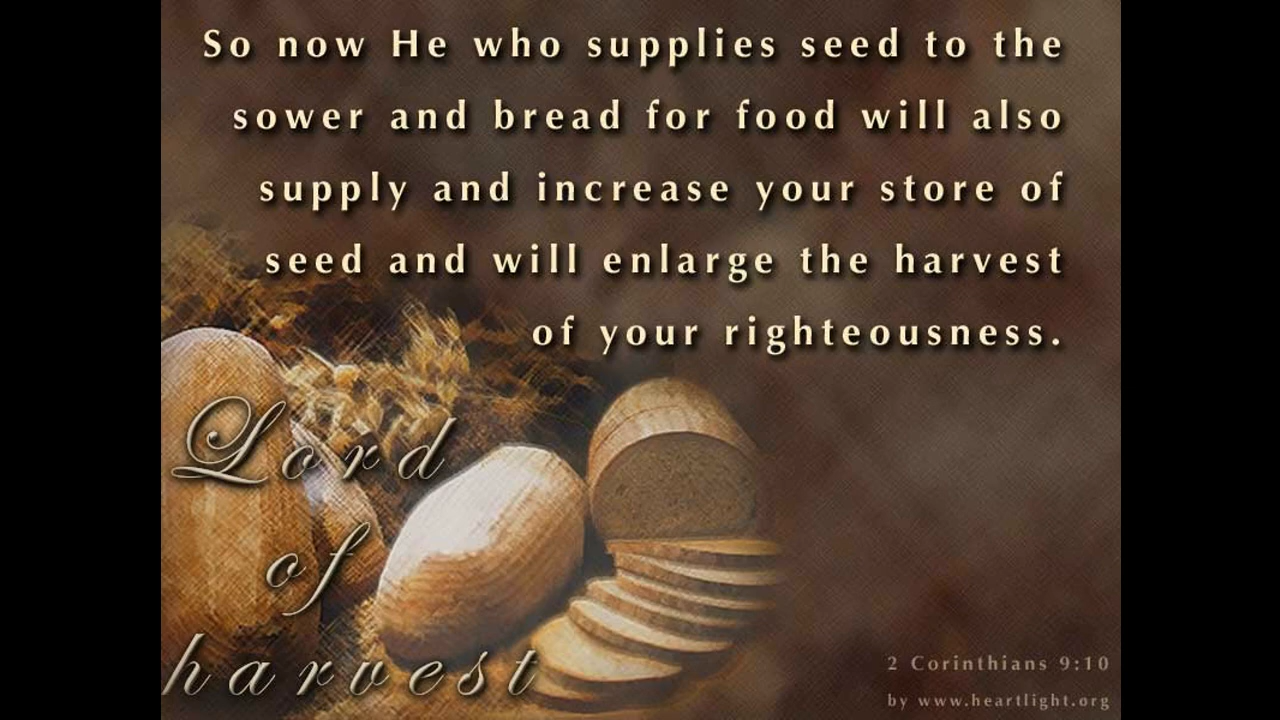 So now He who supplies seed to the
sower and bread for food will also
supply and increase your store of
seed and will enlarge the harvest
of your righteousness.
Lord
of
harvest
2 Corinthians 9:10
by www.heartlight.org